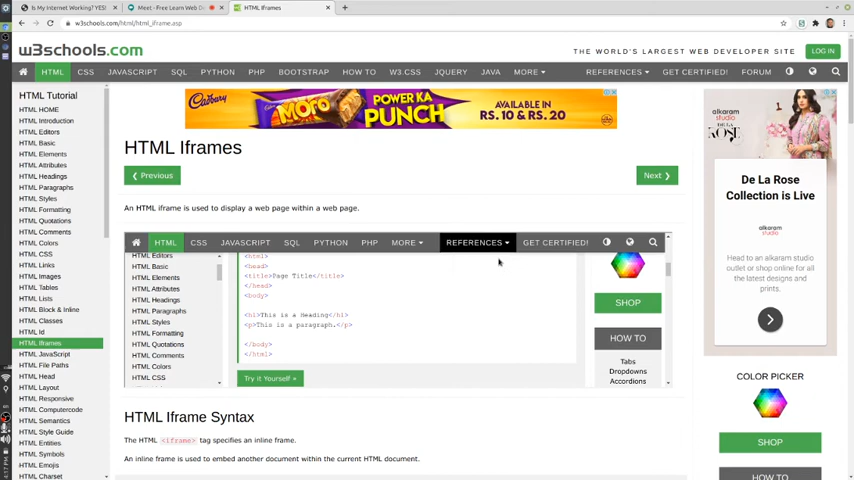 Is My Internet Working? YES!
Meet - Free Learn Web De
HTML Iframes
w3schools.com/html/html_iframe.asp
w3schools.com
THE WORLD'S LARGEST WEB DEVELOPER SITE
LOG IN
HTML CSS JAVASCRIPT SQL PYTHON PHP BOOTSTRAP HOW TO W3.CSS JQUERY JAVA MORE REFERENCES GET CERTIFIED! FORUM
HTML Tutorial
HTML HOME
HTML Introduction
HTML Editors
HTML Basic
HTML Elements
HTML Attributes
HTML Headings
HTML Paragraphs
HTML Styles
HTML Formatting
HTML Quotations
HTML Comments
HTML Colors
HTML CSS
HTML Links
HTML Images
HTML Tables
HTML Lists
HTML Block & Inline
HTML Classes
HTML Id
HTML Iframes
HTML JavaScript
HTML File Paths
HTML Head
HTML Layout
HTML Responsive
HTML Computercode
HTML Semantics
HTML Style Guide
HTML Entities
HTML Symbols
HTML Emojis
HTML Charset
Cadbury
MOFO
POWER KA
PUNCH
AVAILABLE IN
RS. 10 & RS. 20
HTML Iframes
❮ Previous
Next ❯
An HTML iframe is used to display a web page within a web page.
HTML CSS JAVASCRIPT SQL PYTHON PHP MORE REFERENCES GET CERTIFIED!
HTML Editors
HTML Basic
HTML Elements
HTML Attributes
HTML Headings
HTML Paragraphs
HTML Styles
HTML Formatting
HTML Quotations
HTML Comments
HTML Colors
HTML CSS
<html>
<head>
<title>Page Title</title>
</head>
<body>
<h1>This is a Heading</h1>
<p>This is a paragraph.</p>
</body>
</html>
Try it Yourself »
SHOP
HOW TO
Tabs
Dropdowns
Accordions
HTML Iframe Syntax
The HTML <iframe> tag specifies an inline frame.
An inline frame is used to embed another document within the current HTML document.
alkaram
studio
DE LA
ROSE
De La Rose
Collection is Live
alkaram
studio
Head to an alkaram studio
outlet or shop online for all
your latest designs and
prints.
COLOR PICKER
SHOP
HOW TO